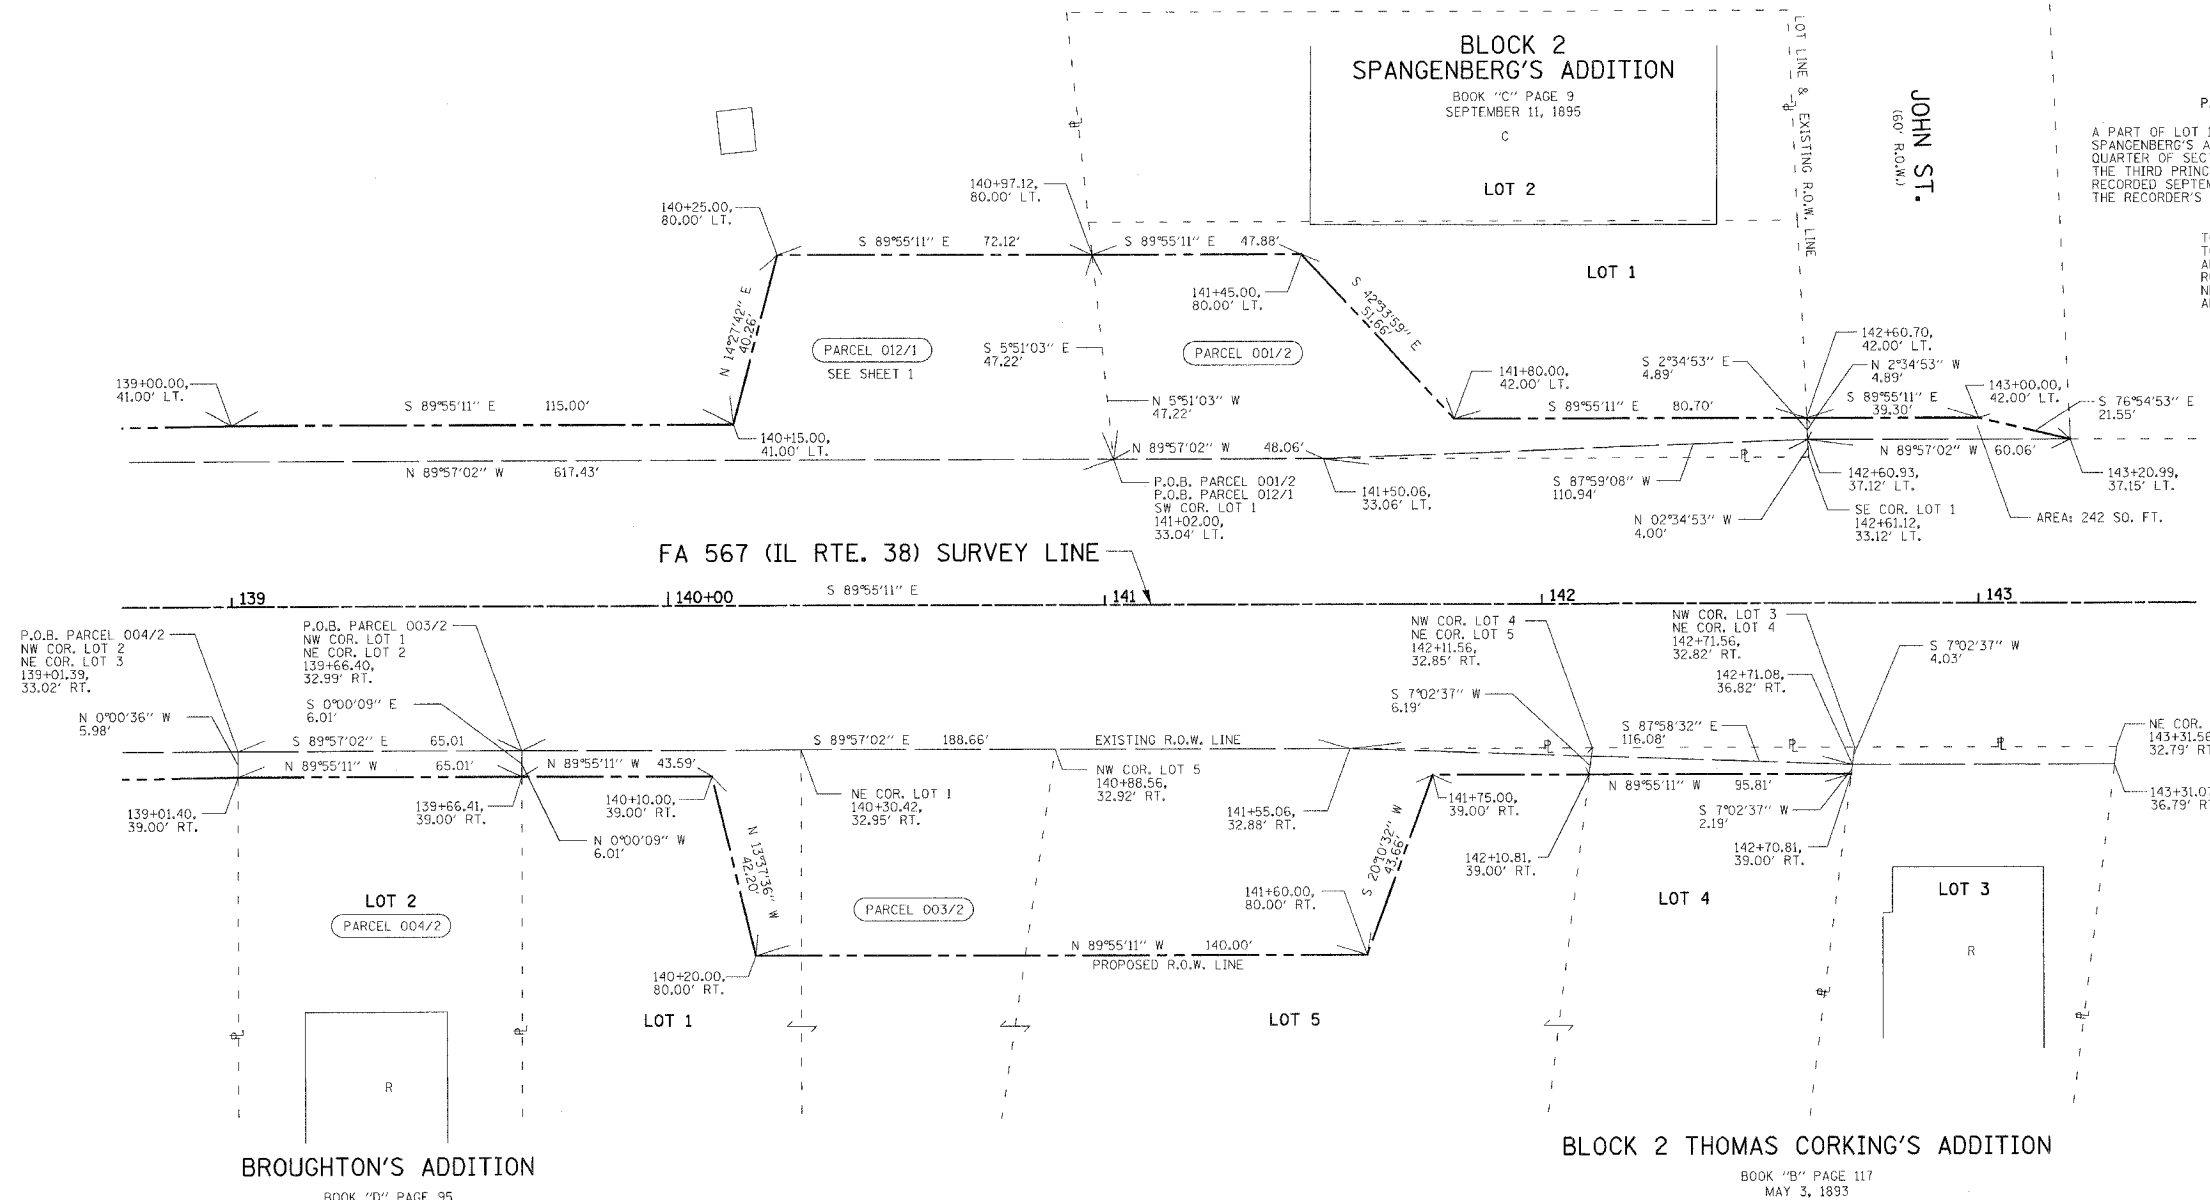 BLOCK 2
SPANGENBERG'S ADDITION
BOOK "C" PAGE 9
SEPTEMBER 11, 1895
C
LOT 2
LOT 1
LOT LINE & EXISTING R.O.W. LINE
JOHN ST.
(60' R.O.W.)
P
A PART OF LOT 1
SPANGENBERG'S A
QUARTER OF SEC
THE THIRD PRINC
RECORDED SEPTEM
THE RECORDER'S
140+25.00,
80.00' LT.
140+97.12,
80.00' LT.
S 89°55'11" E 72.12'
S 89°55'11" E 47.88'
141+45.00,
80.00' LT.
S 42°33'59" E
51.66'
N 14°27'42" E
40.26'
PARCEL 012/1
SEE SHEET 1
S 5°51'03" E
47.22'
PARCEL 001/2
N 5°51'03" W
47.22'
139+00.00,
41.00' LT.
S 89°55'11" E 115.00'
140+15.00,
41.00' LT.
N 89°57'02" W 617.43'
141+80.00,
42.00' LT.
S 89°55'11" E 80.70'
S 2°34'53" E
4.89'
142+60.70,
42.00' LT.
N 2°34'53" W
4.89'
S 89°55'11" E
39.30'
143+00.00,
42.00' LT.
S 76°54'53" E
21.55'
N 89°57'02" W 48.06'
P.O.B. PARCEL 001/2
P.O.B. PARCEL 012/1
SW COR. LOT 1
141+02.00,
33.04' LT.
141+50.06,
33.06' LT.
S 87°59'08" W
110.94'
N 02°34'53" W
4.00'
N 89°57'02" W 60.06'
142+60.93,
37.12' LT.
SE COR. LOT 1
142+61.12,
33.12' LT.
143+20.99,
37.15' LT.
AREA: 242 SQ. FT.
FA 567 (IL RTE. 38) SURVEY LINE
S 89°55'11" E
139
140+00
141
142
143
P.O.B. PARCEL 004/2
NW COR. LOT 2
NE COR. LOT 3
139+01.39,
33.02' RT.
N 0°00'36" W
5.98'
P.O.B. PARCEL 003/2
NW COR. LOT 1
NE COR. LOT 2
139+66.40,
32.99' RT.
S 0°00'09" E
6.01'
S 89°57'02" E 65.01
N 89°55'11" W 65.01'
139+01.40,
39.00' RT.
139+66.41,
39.00' RT.
N 89°55'11" W 43.59'
140+10.00,
39.00' RT.
N 0°00'09" W
6.01'
S 89°57'02" E 188.66'
EXISTING R.O.W. LINE
NE COR. LOT 1
140+30.42,
32.95' RT.
NW COR. LOT 5
140+88.56,
32.92' RT.
141+55.06,
32.88' RT.
NW COR. LOT 4
NE COR. LOT 5
142+11.56,
32.85' RT.
S 7°02'37" W
6.19'
NW COR. LOT 3
NE COR. LOT 4
142+71.56,
32.82' RT.
142+71.08,
36.82' RT.
S 7°02'37" W
4.03'
S 87°58'32" E
116.08'
NE COR.
143+31.56
32.79' RT.
143+31.07
36.79' RT
141+75.00,
39.00' RT.
N 89°55'11" W 95.81'
S 7°02'37" W
2.19'
142+10.81,
39.00' RT.
142+70.81,
39.00' RT.
N 13°37'36" W
42.20'
S 20°10'32" W
43.66'
LOT 2
PARCEL 004/2
PARCEL 003/2
141+60.00,
80.00' RT.
N 89°55'11" W 140.00'
PROPOSED R.O.W. LINE
140+20.00,
80.00' RT.
LOT 1
LOT 5
LOT 4
LOT 3
R
R
BROUGHTON'S ADDITION
BOOK "D" PAGE 95
BLOCK 2 THOMAS CORKING'S ADDITION
BOOK "B" PAGE 117
MAY 3, 1893